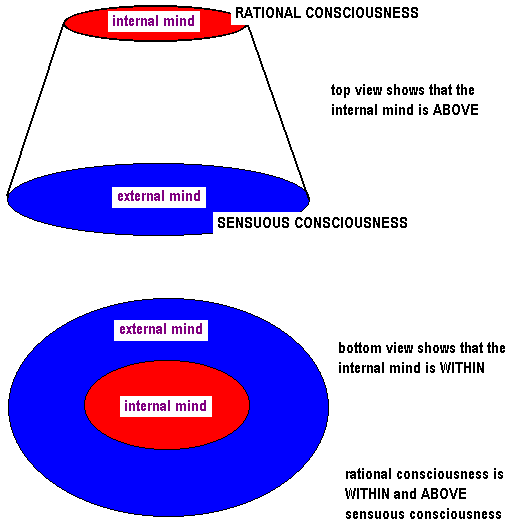 internal mind
RATIONAL CONSCIOUSNESS
top view shows that the
internal mind is ABOVE
external mind
SENSUOUS CONSCIOUSNESS
external mind
bottom view shows that the
internal mind is WITHIN
internal mind
rational consciousness is
WITHIN and ABOVE
sensuous consciousness